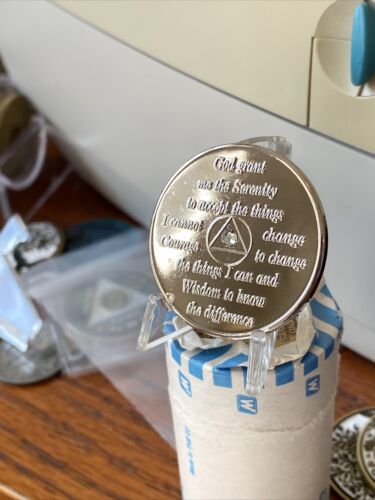 God grant
me the Serenity
to accept the things
I cannot change
Courage to change
the things I can and
Wisdom to know
the difference
W
W
W